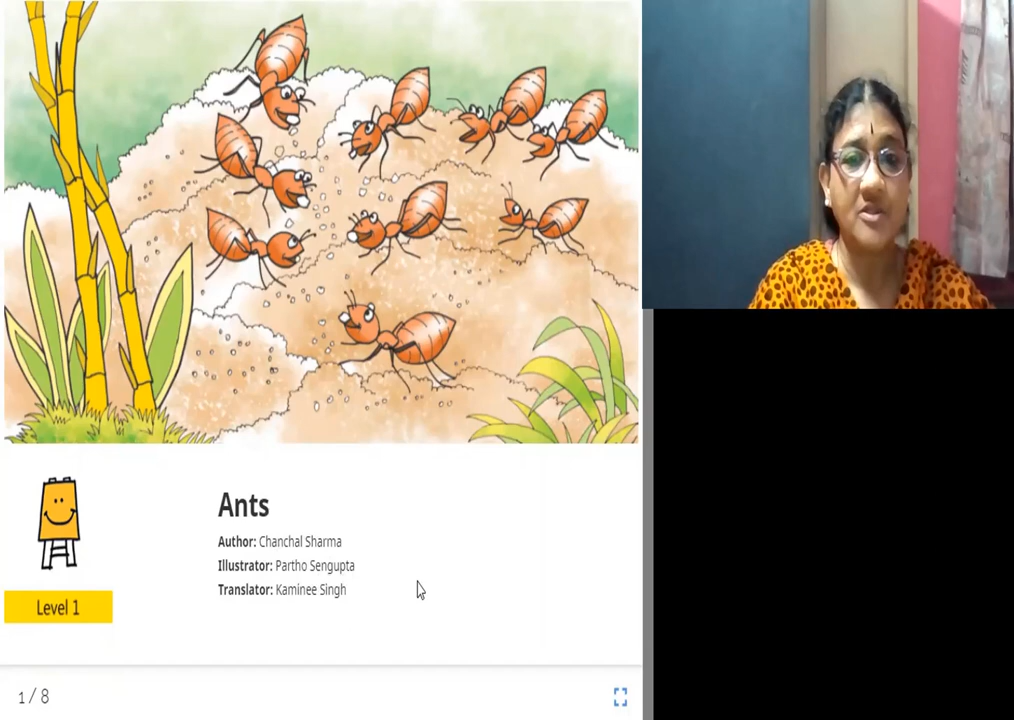 Ants
Author: Chanchal Sharma
Illustrator: Partho Sengupta
Translator: Kaminee Singh
Level 1
1 / 8